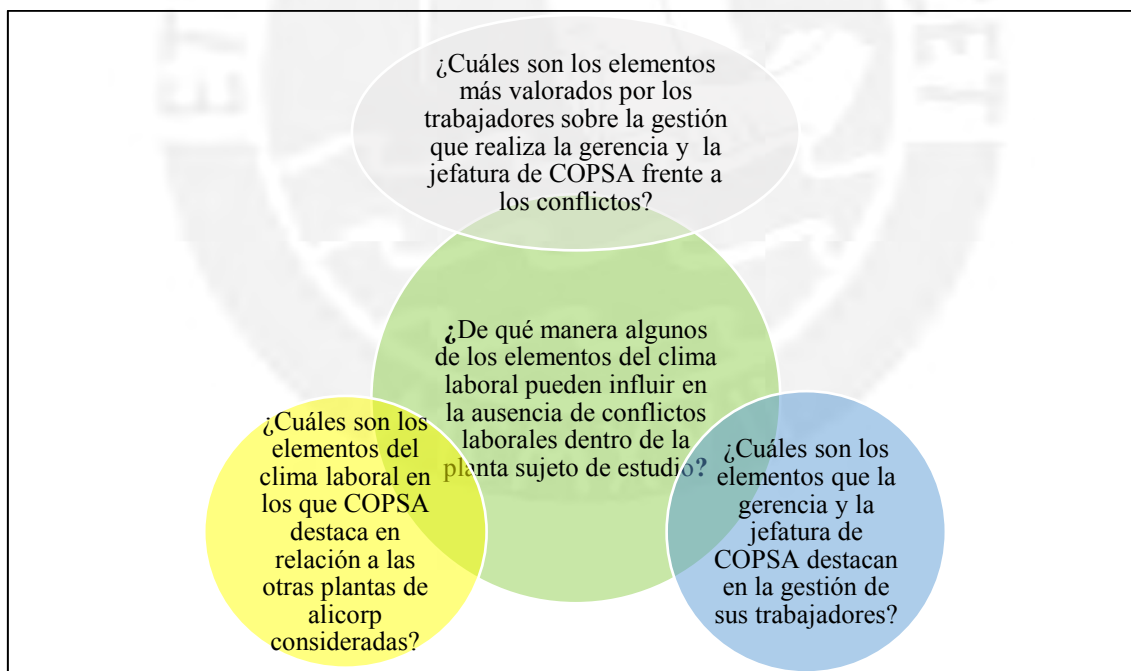 ¿Cuáles son los elementos
más valorados por los
trabajadores sobre la gestión
que realiza la gerencia y la
jefatura de COPSA frente a
los conflictos?
¿De qué manera algunos
de los elementos del clima
laboral pueden influir en
la ausencia de conflictos
laborales dentro de la
planta sujeto de estudio?
¿Cuáles son los
elementos del
clima laboral en
los que COPSA
destaca en
relación a las
otras plantas de
alicorp
consideradas?
¿Cuáles son los
elementos que la
gerencia y la
jefatura de
COPSA destacan
en la gestión de
sus trabajadores?